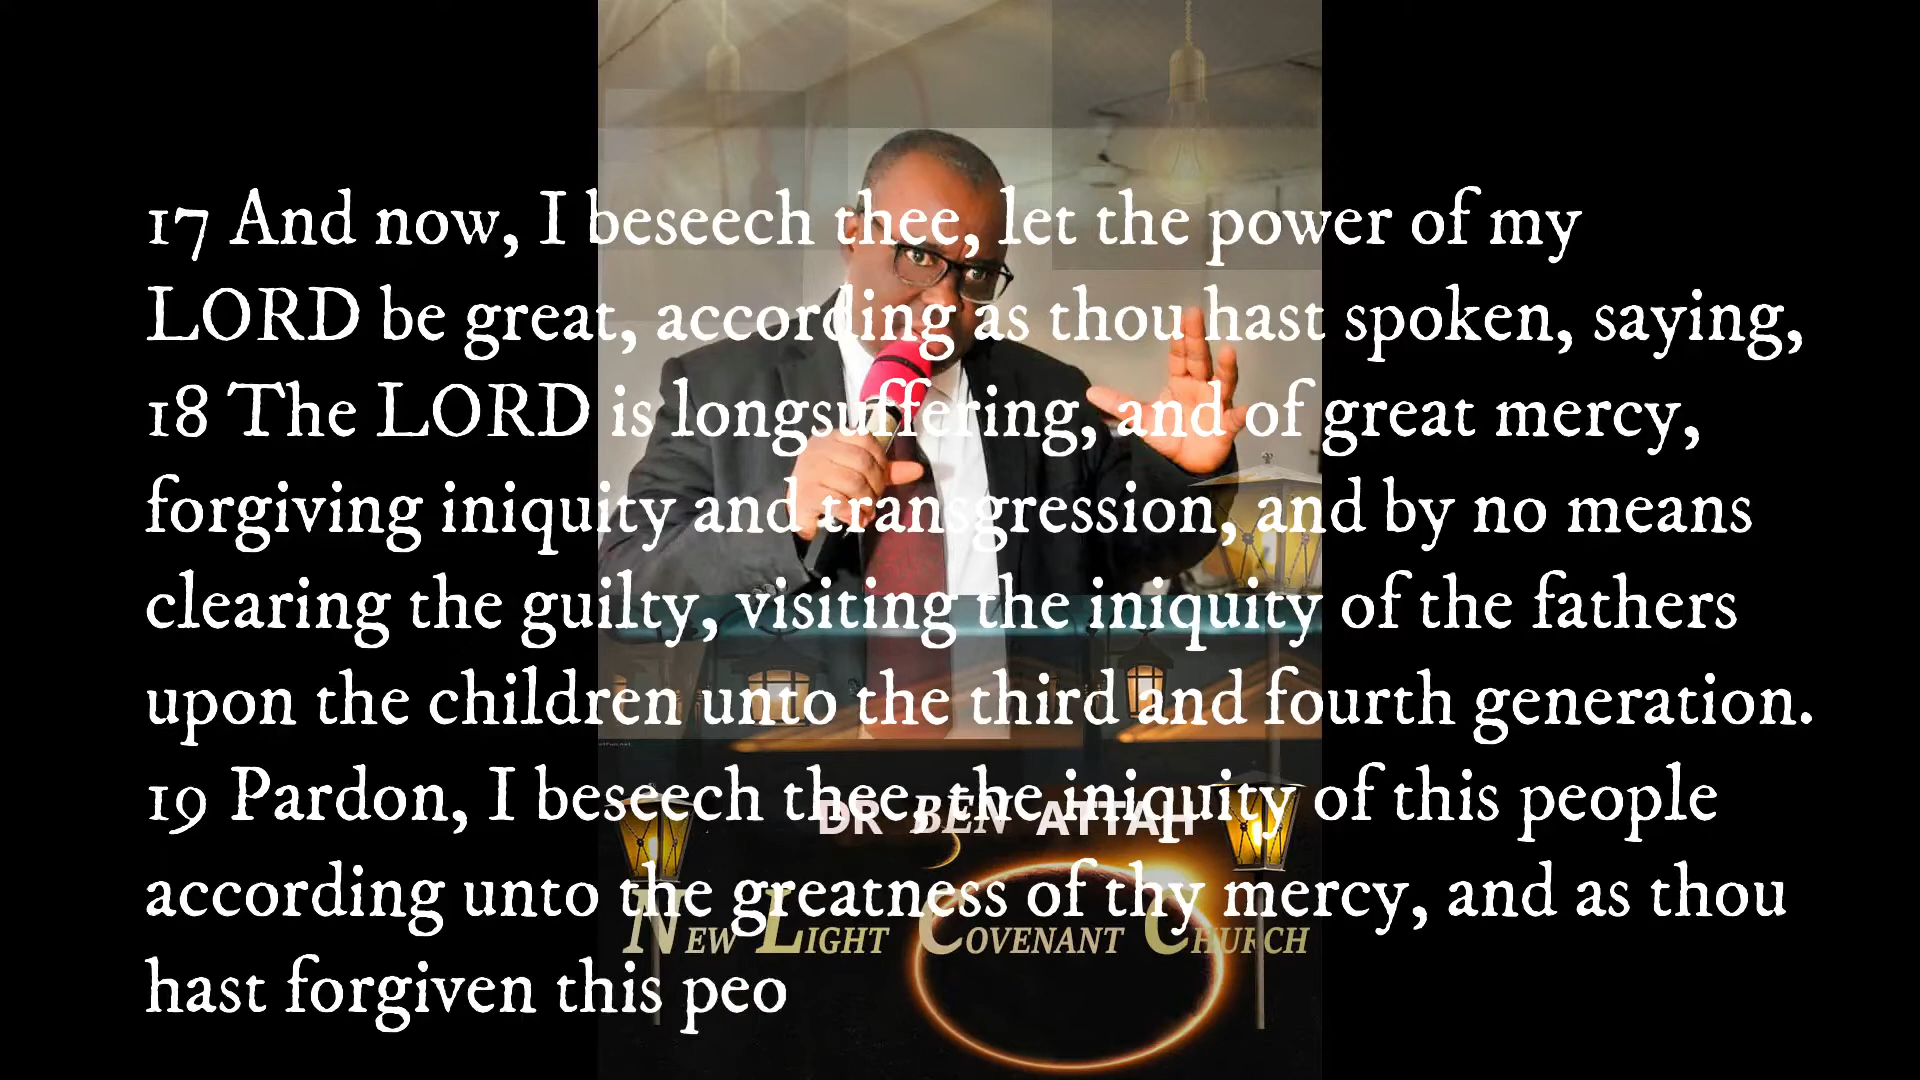 17 And now, I beseech thee, let the power of my
LORD be great, according as thou hast spoken, saying,
18 The LORD is longsuffering, and of great mercy,
forgiving iniquity and transgression, and by no means
clearing the guilty, visiting the iniquity of the fathers
upon the children unto the third and fourth generation.
19 Pardon, I beseech thee, the iniquity of this people
according unto the greatness of thy mercy, and as thou
hast forgiven this peo
DR BEN ATTAH
NEW LIGHT COVENANT CHURCH